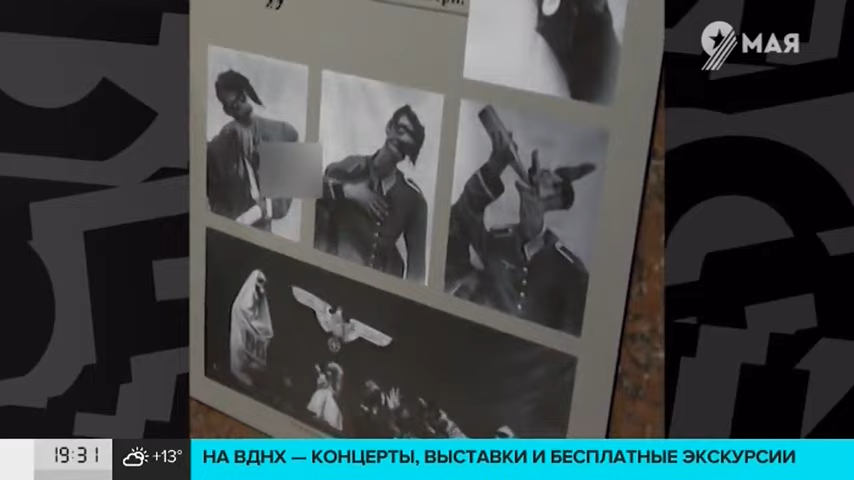 9 МАЯ
19:31
+13°
НА ВДНХ — КОНЦЕРТЫ, ВЫСТАВКИ И БЕСПЛАТНЫЕ ЭКСКУРСИИ